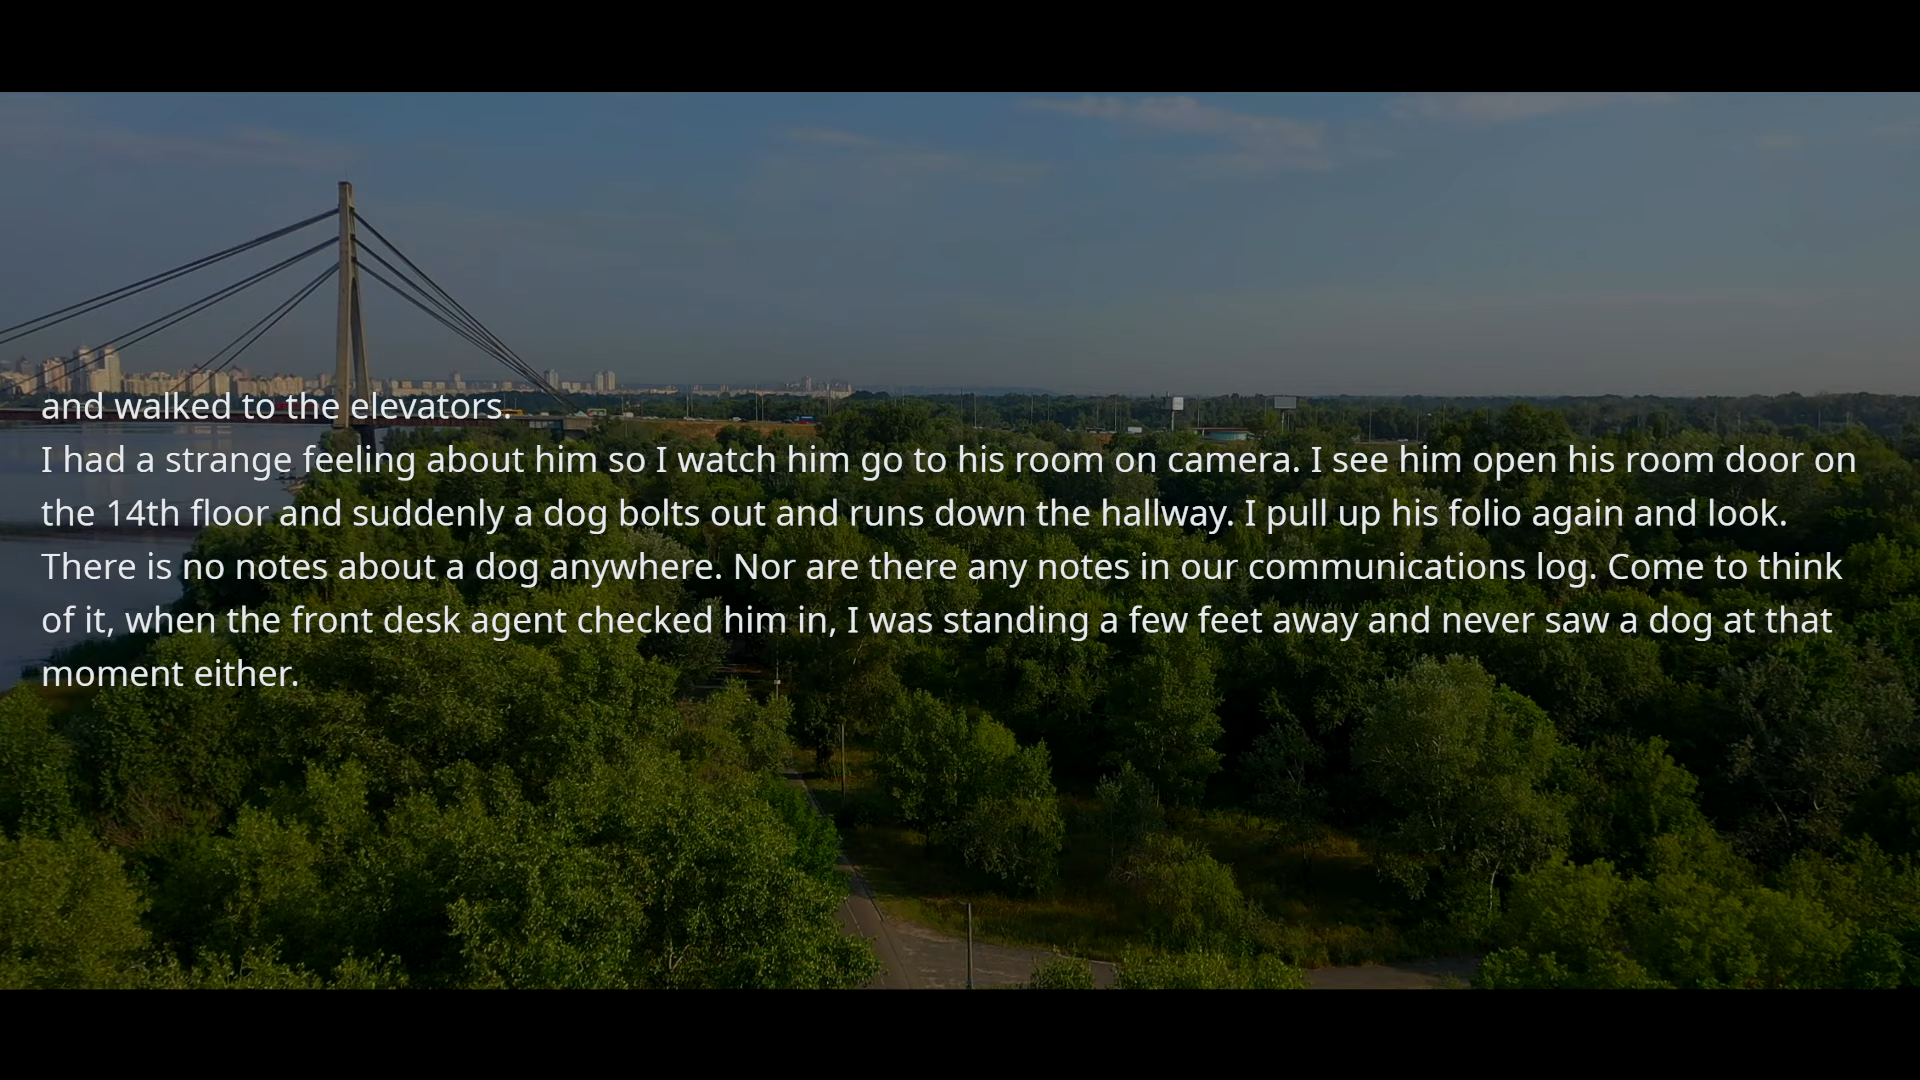 and walked to the elevators.
I had a strange feeling about him so I watch him go to his room on camera. I see him open his room door on
the 14th floor and suddenly a dog bolts out and runs down the hallway. I pull up his folio again and look.
There is no notes about a dog anywhere. Nor are there any notes in our communications log. Come to think
of it, when the front desk agent checked him in, I was standing a few feet away and never saw a dog at that
moment either.